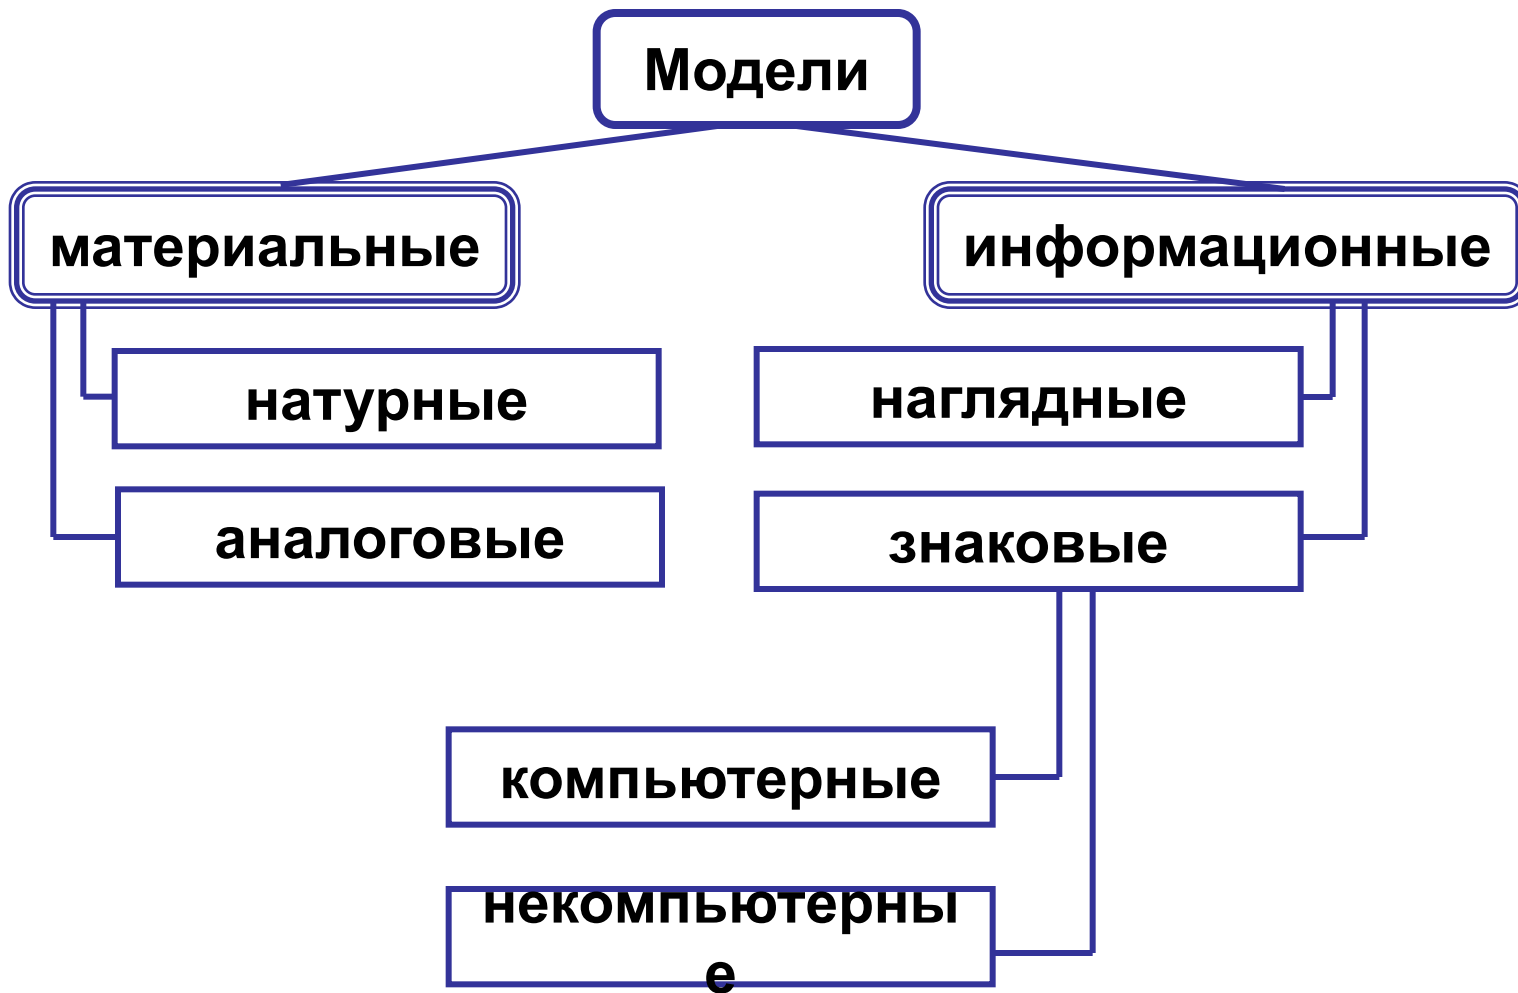 Модели
материальные
информационные
натурные
наглядные
аналоговые
знаковые
компьютерные
некомпьютерны
е